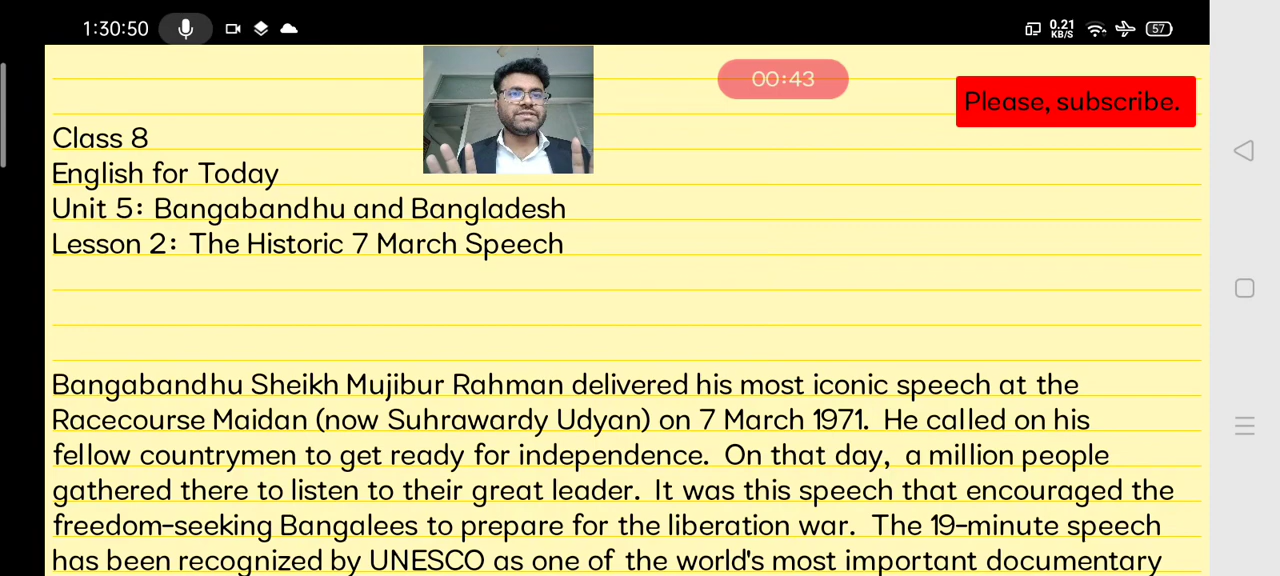 1:30:50 0.21 KB/S 57
00:43
Please, subscribe.
Class 8
English for Today
Unit 5: Bangabandhu and Bangladesh
Lesson 2: The Historic 7 March Speech
Bangabandhu Sheikh Mujibur Rahman delivered his most iconic speech at the
Racecourse Maidan (now Suhrawardy Udyan) on 7 March 1971. He called on his
fellow countrymen to get ready for independence. On that day, a million people
gathered there to listen to their great leader. It was this speech that encouraged the
freedom-seeking Bangalees to prepare for the liberation war. The 19-minute speech
has been recognized by UNESCO as one of the world's most important documentary